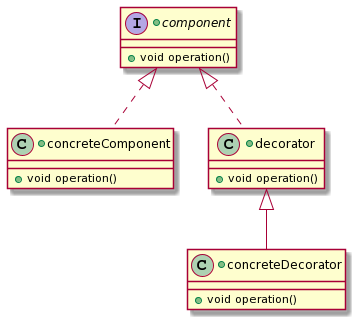 I component
void operation()
C concreteComponent
void operation()
C decorator
void operation()
C concreteDecorator
void operation()